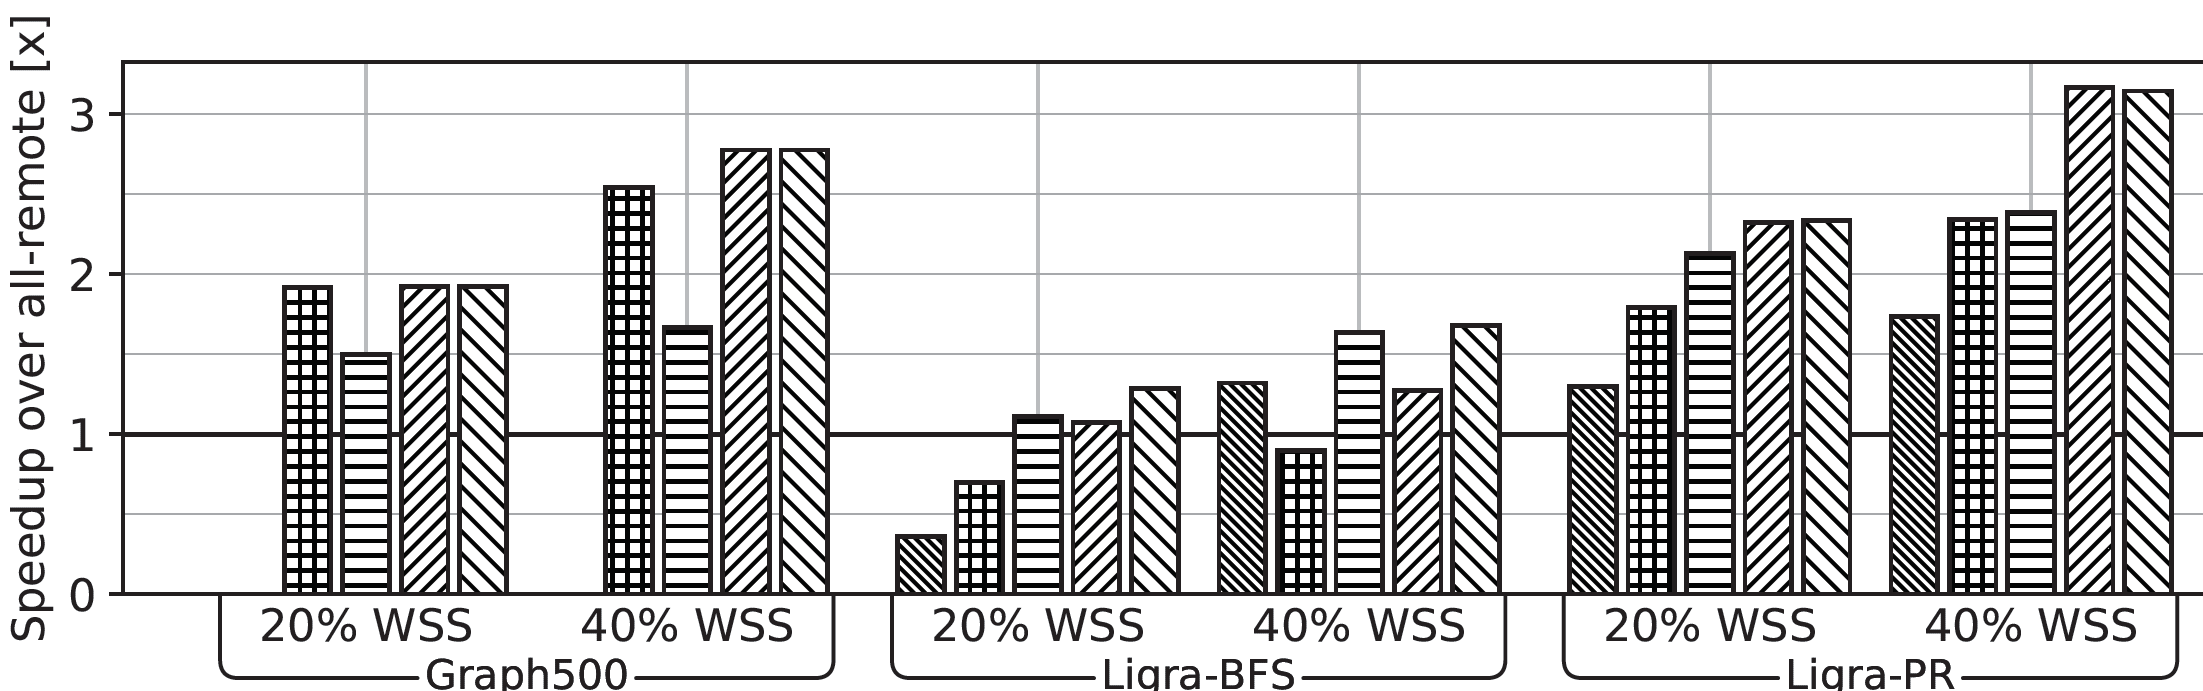 Speedup over all-remote [x]
3
2
1
0
20% WSS 40% WSS 20% WSS 40% WSS 20% WSS 40% WSS
Graph500 Ligra-BFS Ligra-PR